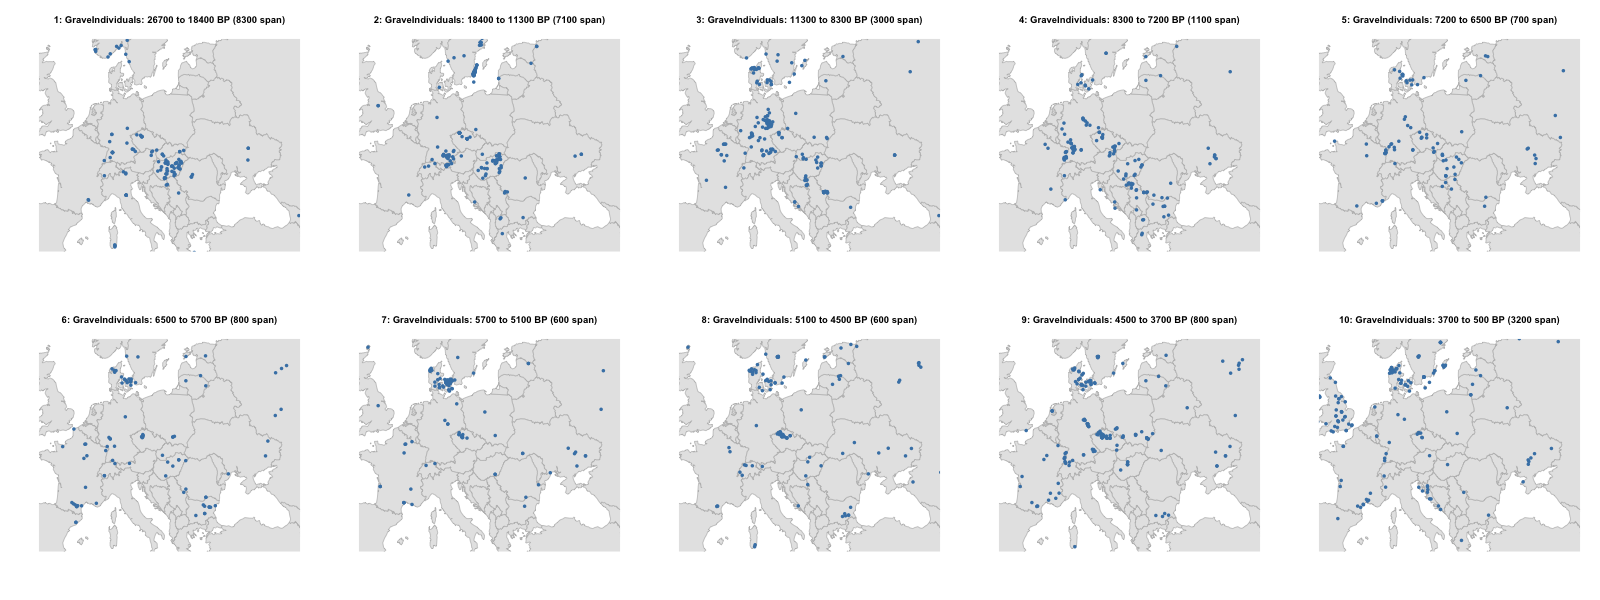 1: GraveIndividuals: 26700 to 18400 BP (8300 span)
2: GraveIndividuals: 18400 to 11300 BP (7100 span)
3: GraveIndividuals: 11300 to 8300 BP (3000 span)
4: GraveIndividuals: 8300 to 7200 BP (1100 span)
5: GraveIndividuals: 7200 to 6500 BP (700 span)
6: GraveIndividuals: 6500 to 5700 BP (800 span)
7: GraveIndividuals: 5700 to 5100 BP (600 span)
8: GraveIndividuals: 5100 to 4500 BP (600 span)
9: GraveIndividuals: 4500 to 3700 BP (800 span)
10: GraveIndividuals: 3700 to 500 BP (3200 span)